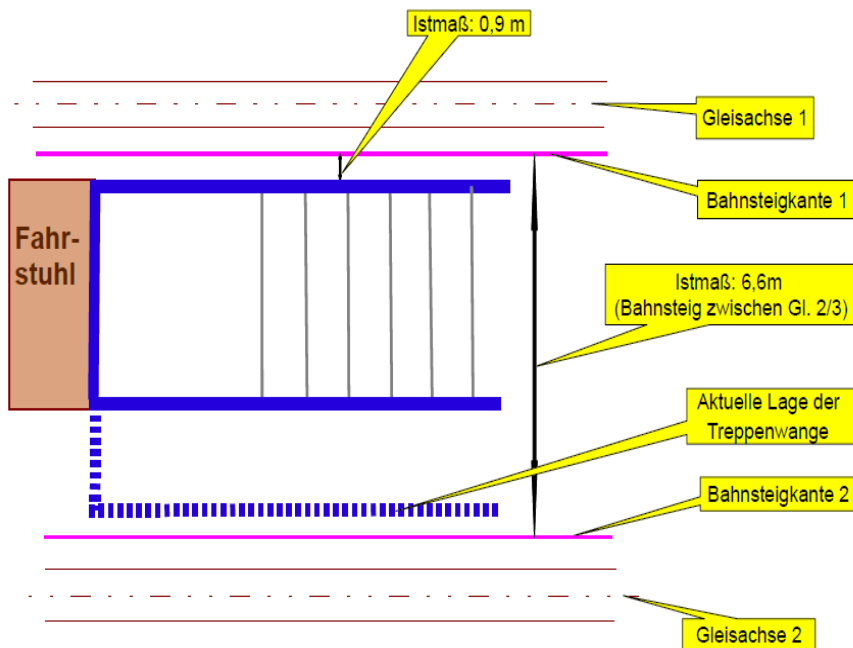 Istmaß: 0,9 m
Gleisachse 1
Bahnsteigkante 1
Fahr-
stuhl
Istmaß: 6,6m
(Bahnsteig zwischen Gl. 2/3)
Aktuelle Lage der
Treppenwange
Bahnsteigkante 2
Gleisachse 2